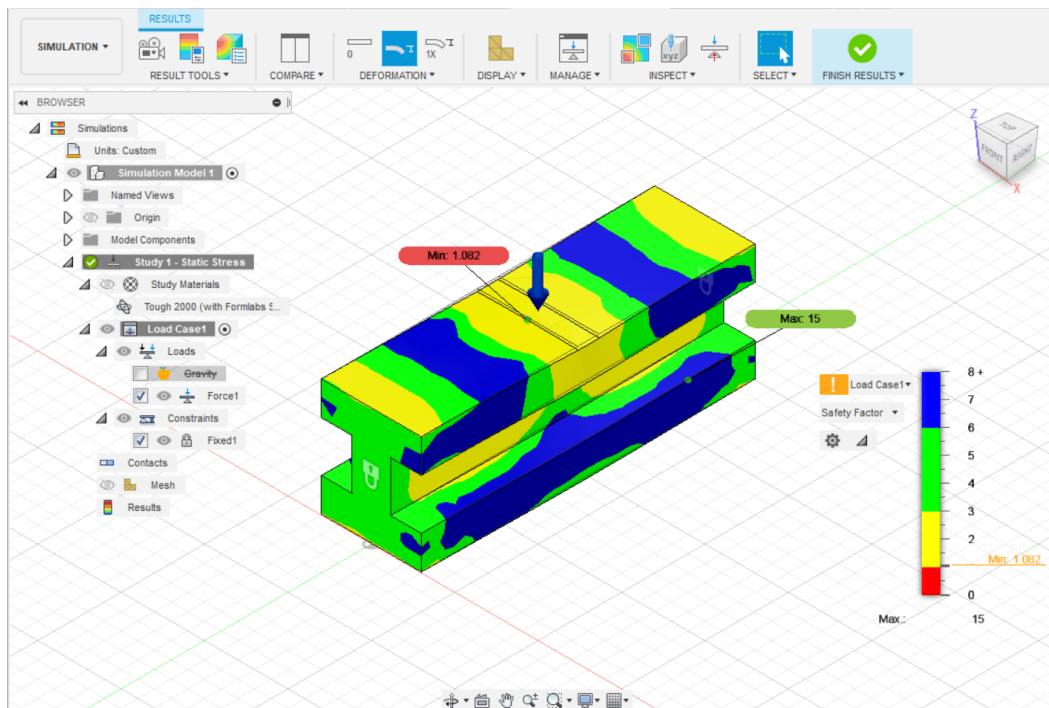 RESULTS
SIMULATION
0
1X
xyz
RESULT TOOLS
COMPARE
DEFORMATION
DISPLAY
MANAGE
INSPECT
SELECT
FINISH RESULTS
BROWSER
Simulations
Units: Custom
Simulation Model 1
Named Views
Origin
Model Components
Study 1 - Static Stress
Study Materials
Tough 2000 (with Formlabs S...
Load Case1
Loads
Gravity
Force1
Constraints
Fixed1
Contacts
Mesh
Results
Z
TOP
FRONT
RIGHT
X
Min: 1.082
Max: 15
Load Case1
Safety Factor
8 +
7
6
5
4
3
2
Min: 1.082
0
Max.: 15